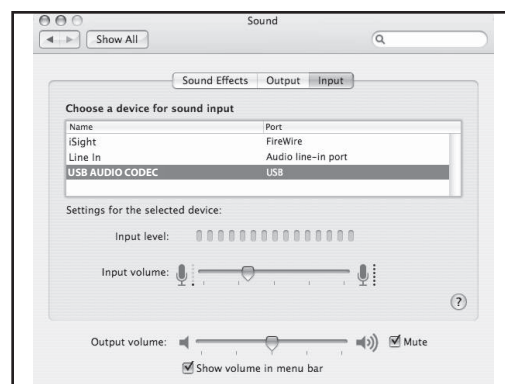 Sound
Show All
Sound Effects Output Input
Choose a device for sound input
Name Port
iSight FireWire
Line In Audio line-in port
USB AUDIO CODEC USB
Settings for the selected device:
Input level:
Input volume:
?
Output volume: Mute
Show volume in menu bar